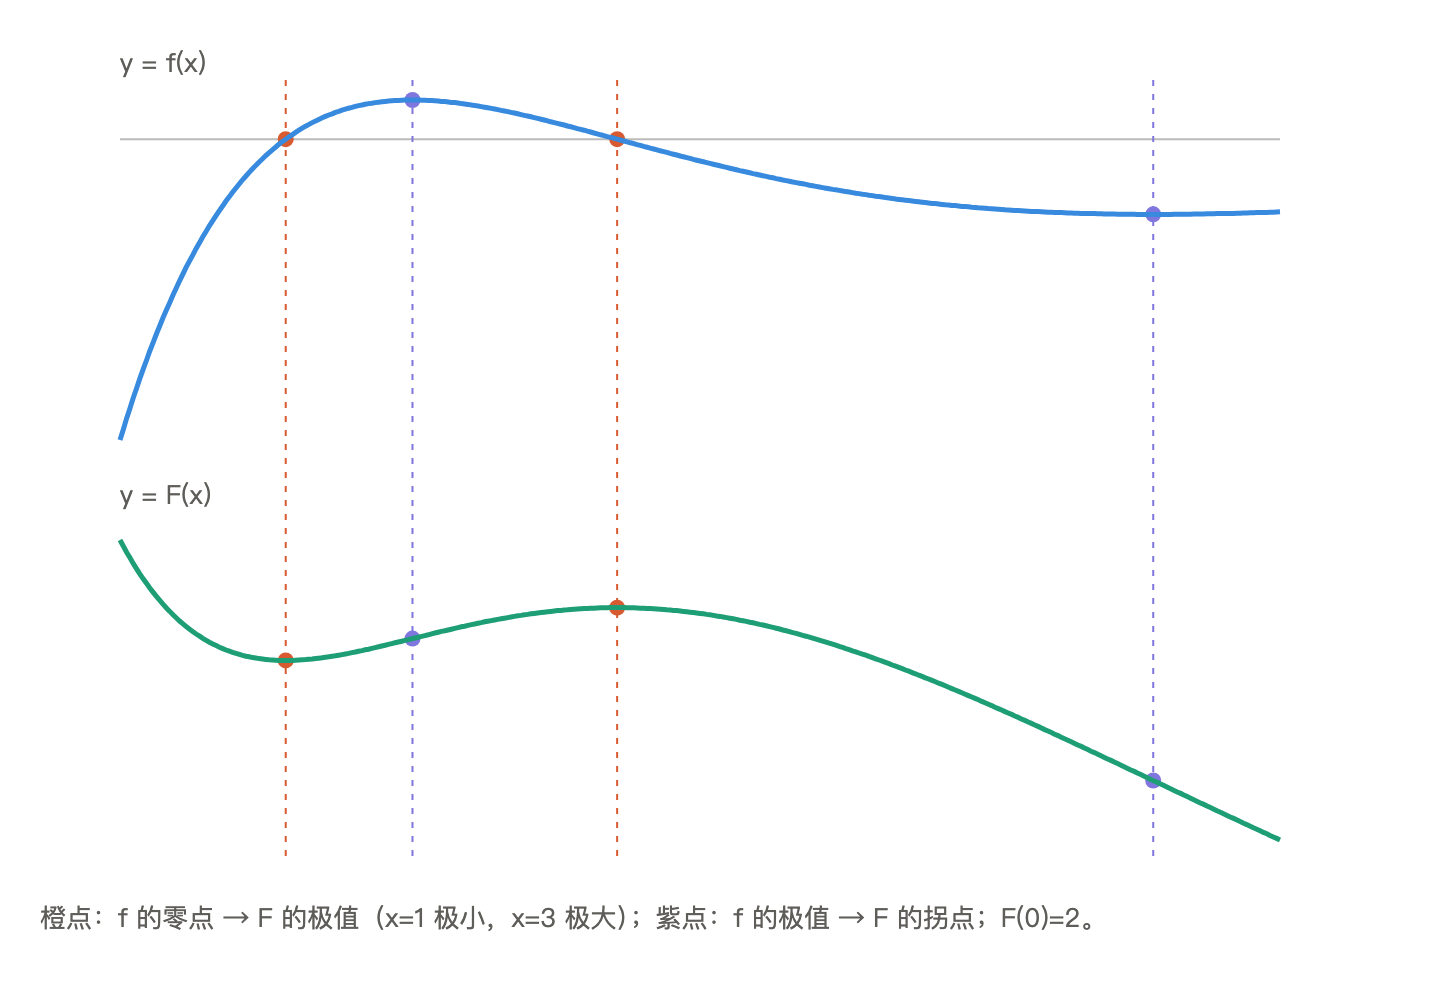 y = f(x)
y = F(x)
橙点：f 的零点 → F 的极值（x=1 极小，x=3 极大）；紫点：f 的极值 → F 的拐点；F(0)=2。